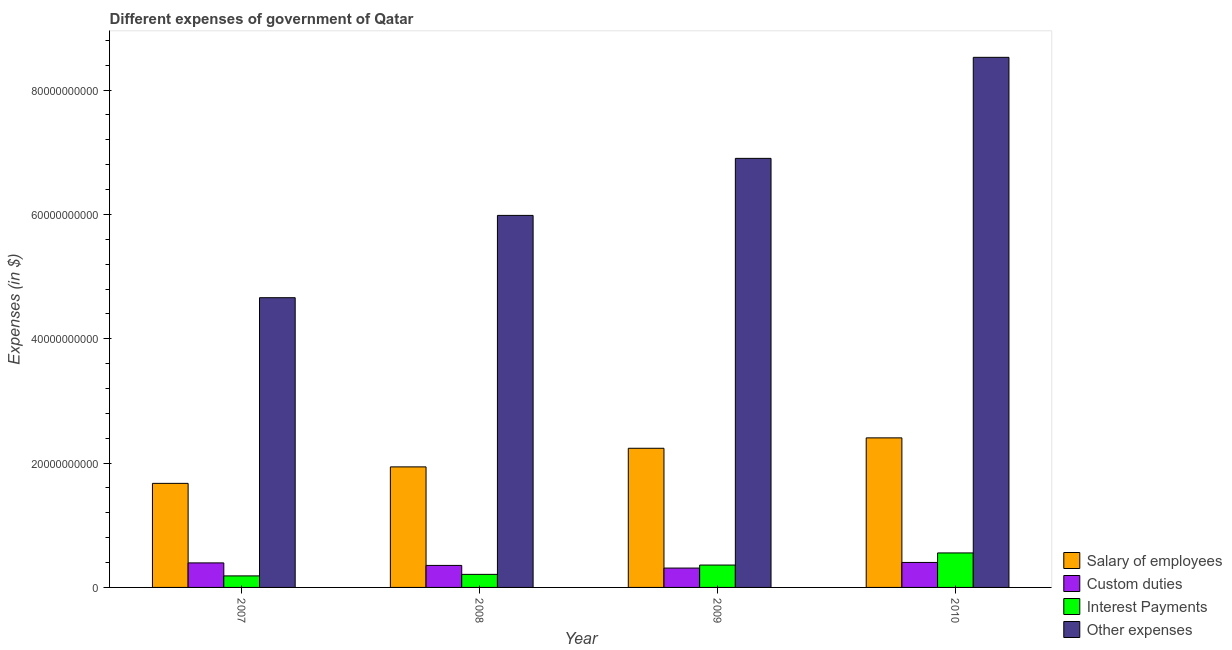 Different expenses of government of Qatar
Expenses (in $)
80000000000
60000000000
40000000000
20000000000
0
2007
2008
2009
2010
Year
Salary of employees
Custom duties
Interest Payments
Other expenses